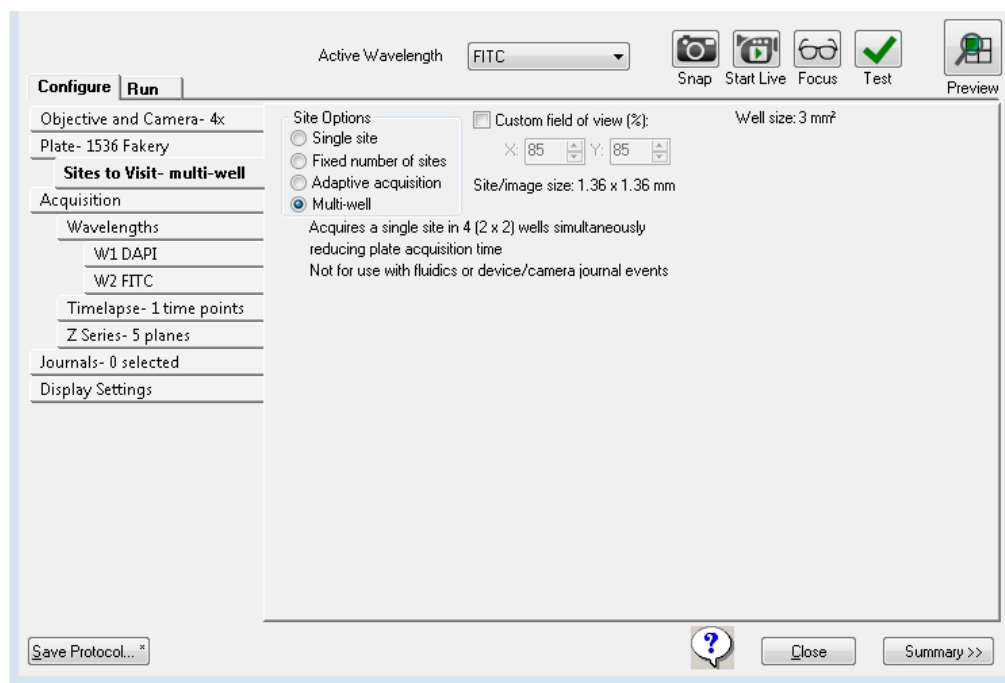 Active Wavelength
FITC
Snap
Start Live
Focus
Test
Preview
Configure
Run
Objective and Camera- 4x
Plate- 1536 Fakery
Sites to Visit- multi-well
Acquisition
Wavelengths
W1 DAPI
W2 FITC
Timelapse- 1 time points
Z Series- 5 planes
Journals- 0 selected
Display Settings
Site Options
Single site
Fixed number of sites
Adaptive acquisition
Multi-well
Custom field of view (%):
X: 85 Y: 85
Site/image size: 1.36 x 1.36 mm
Well size: 3 mm²
Acquires a single site in 4 (2 x 2) wells simultaneously
reducing plate acquisition time
Not for use with fluidics or device/camera journal events
Save Protocol... *
?
Close
Summary >>